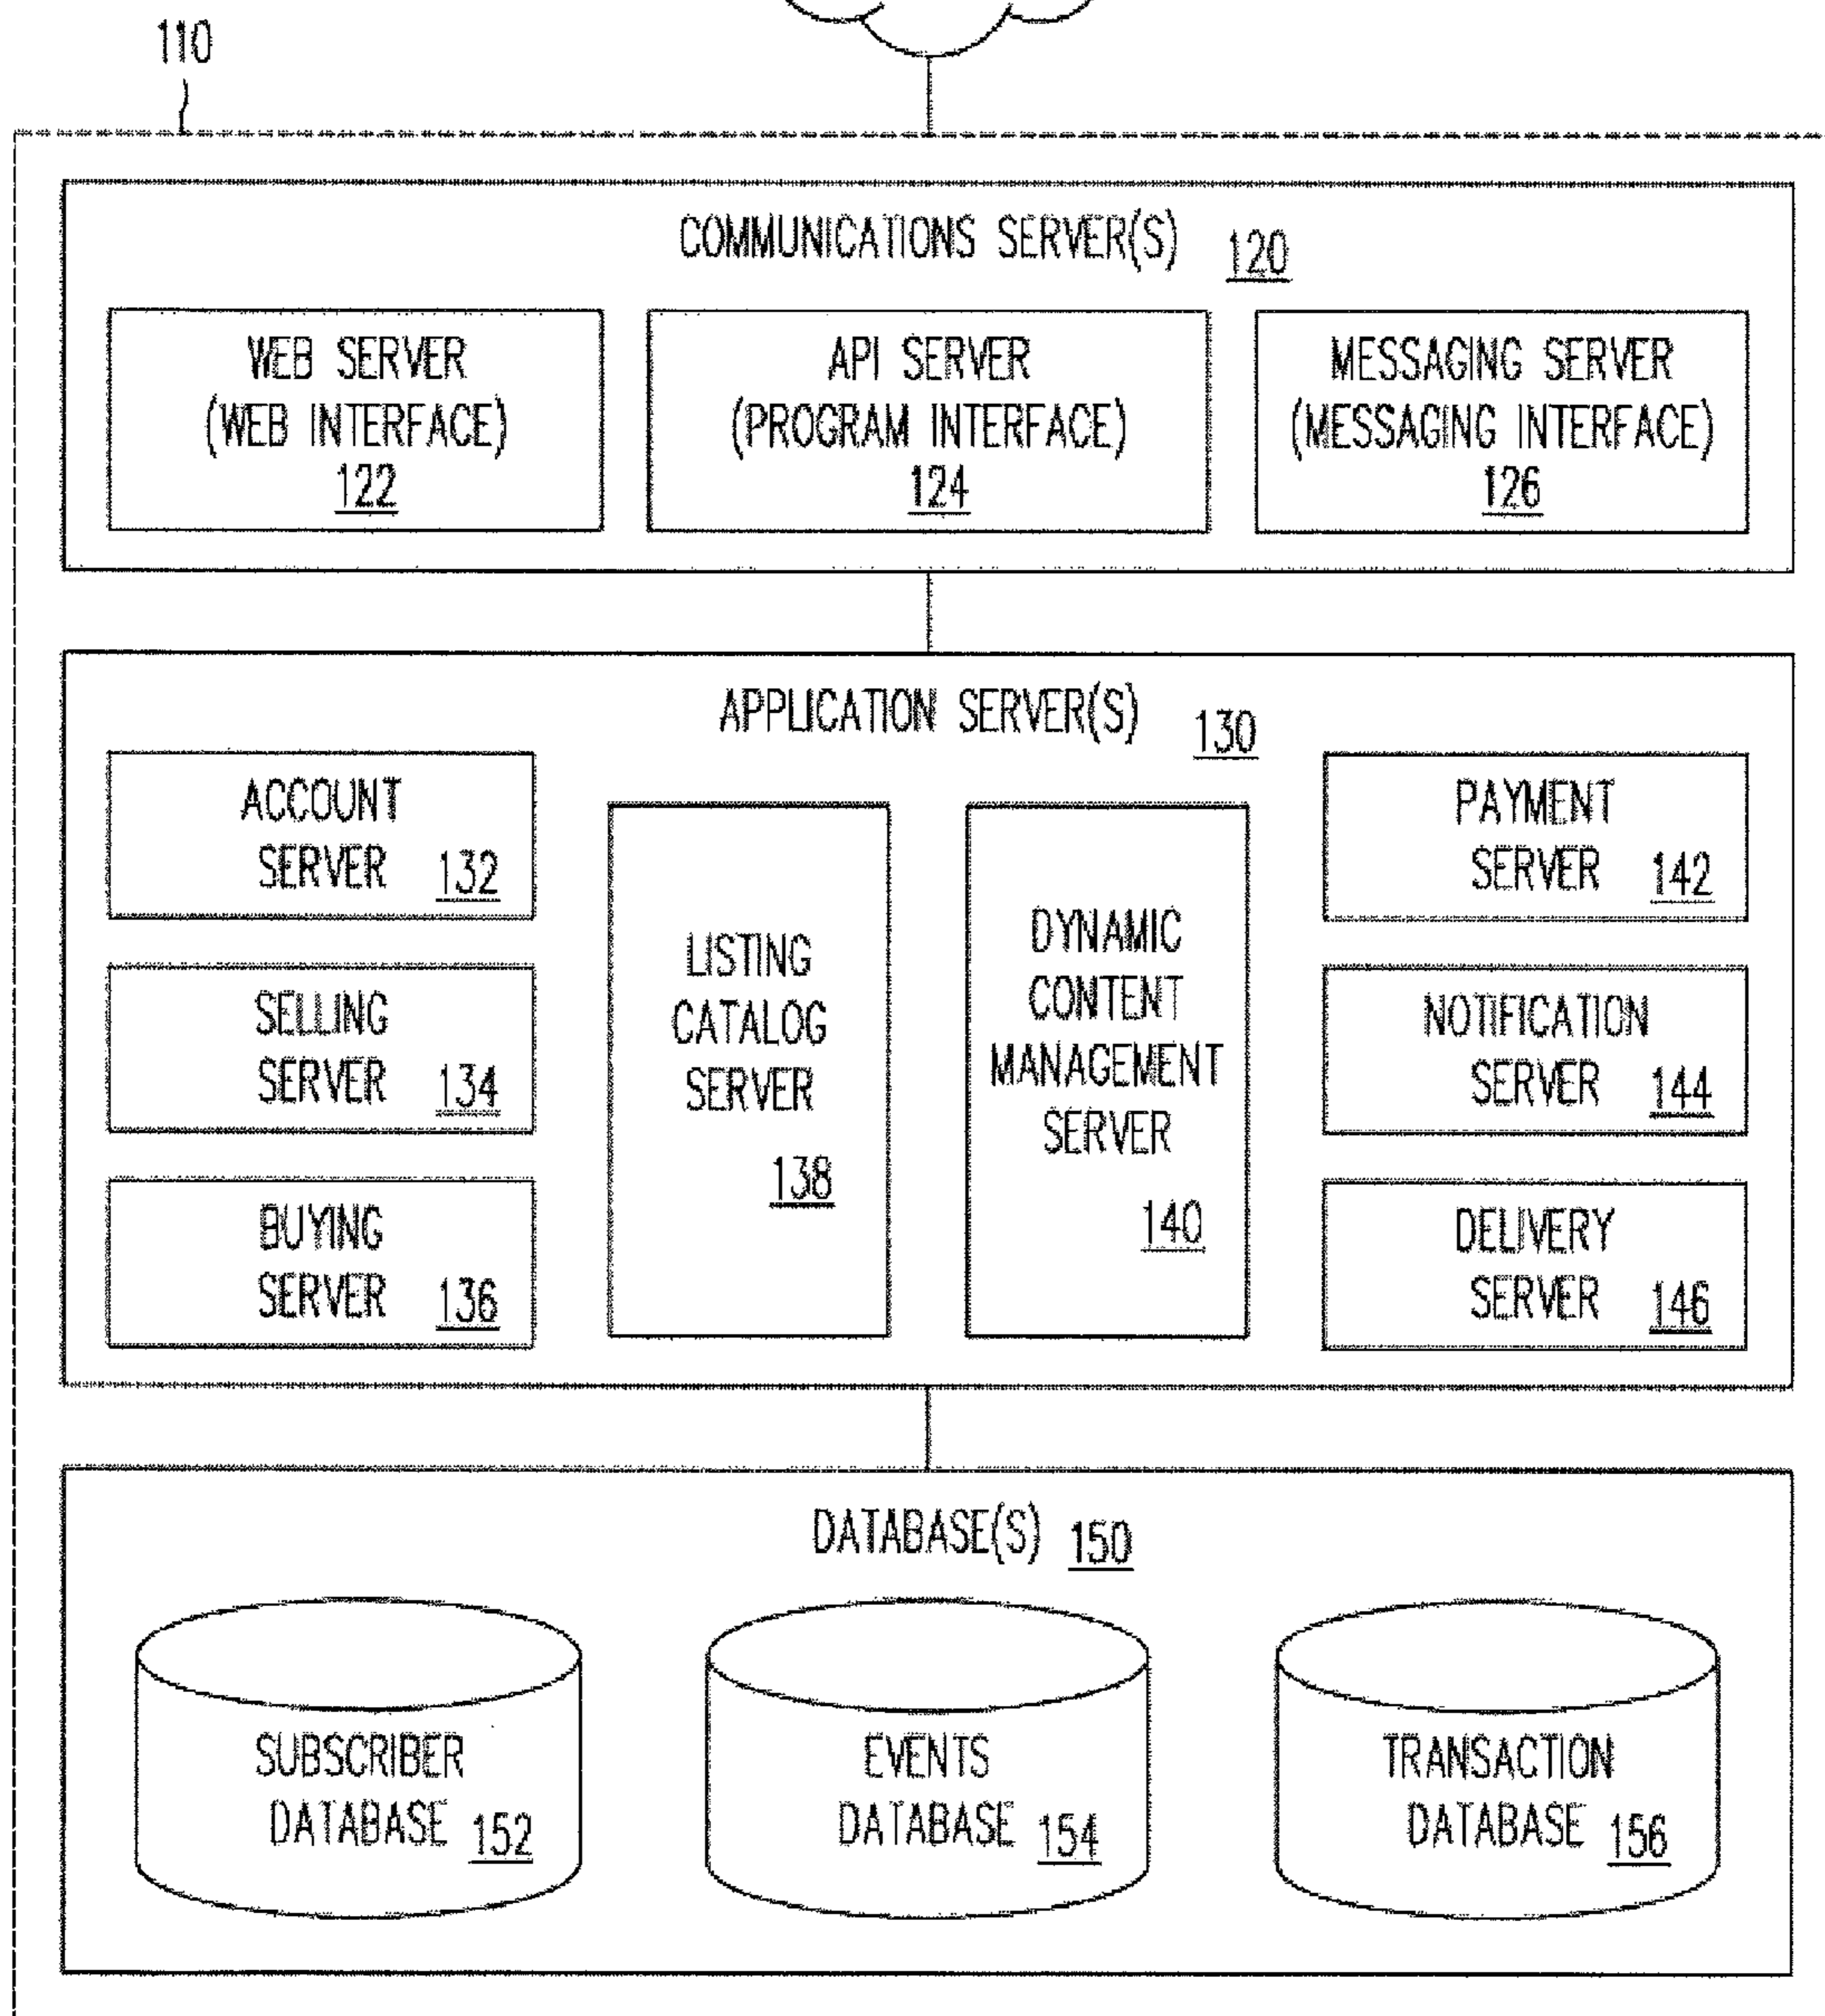 110
COMMUNICATIONS SERVER(S) 120
WEB SERVER
(WEB INTERFACE)
122
API SERVER
(PROGRAM INTERFACE)
124
MESSAGING SERVER
(MESSAGING INTERFACE)
126
APPLICATION SERVER(S) 130
ACCOUNT
SERVER 132
SELLING
SERVER 134
BUYING
SERVER 136
LISTING
CATALOG
SERVER
138
DYNAMIC
CONTENT
MANAGEMENT
SERVER
140
PAYMENT
SERVER 142
NOTIFICATION
SERVER 144
DELIVERY
SERVER 146
DATABASE(S) 150
SUBSCRIBER
DATABASE 152
EVENTS
DATABASE 154
TRANSACTION
DATABASE 156